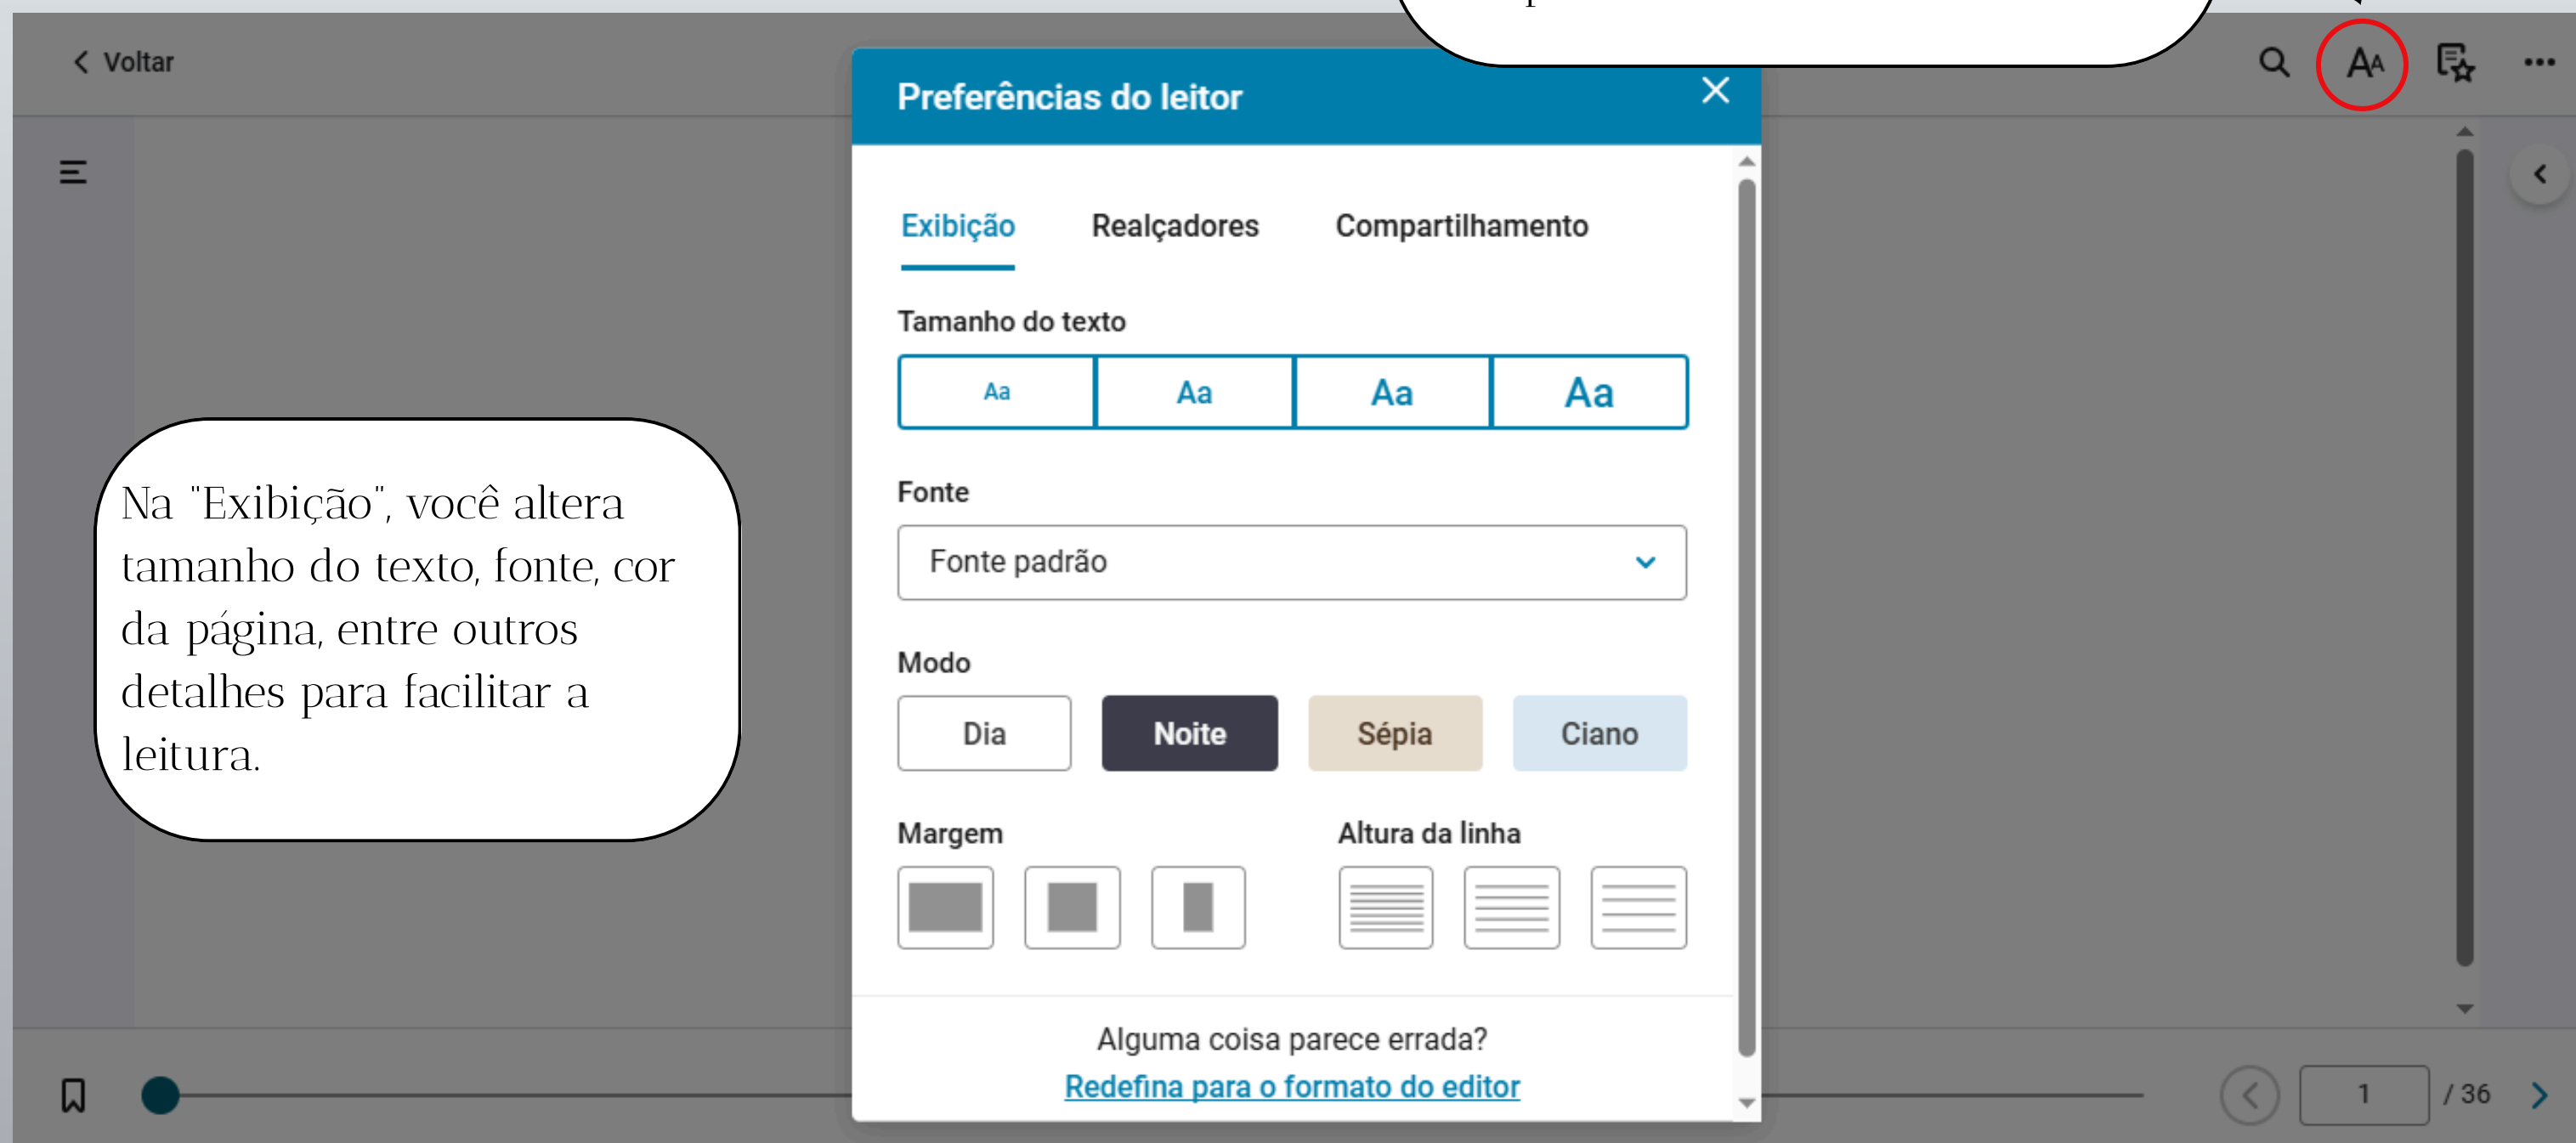 Voltar
Preferências do leitor
Exibição Realçadores Compartilhamento
Tamanho do texto
Aa Aa Aa Aa
Fonte
Fonte padrão
Modo
Dia Noite Sépia Ciano
Margem Altura da linha
Alguma coisa parece errada?
Redefina para o formato do editor
Na "Exibição", você altera
tamanho do texto, fonte, cor
da página, entre outros
detalhes para facilitar a
leitura.
AA
1 / 36